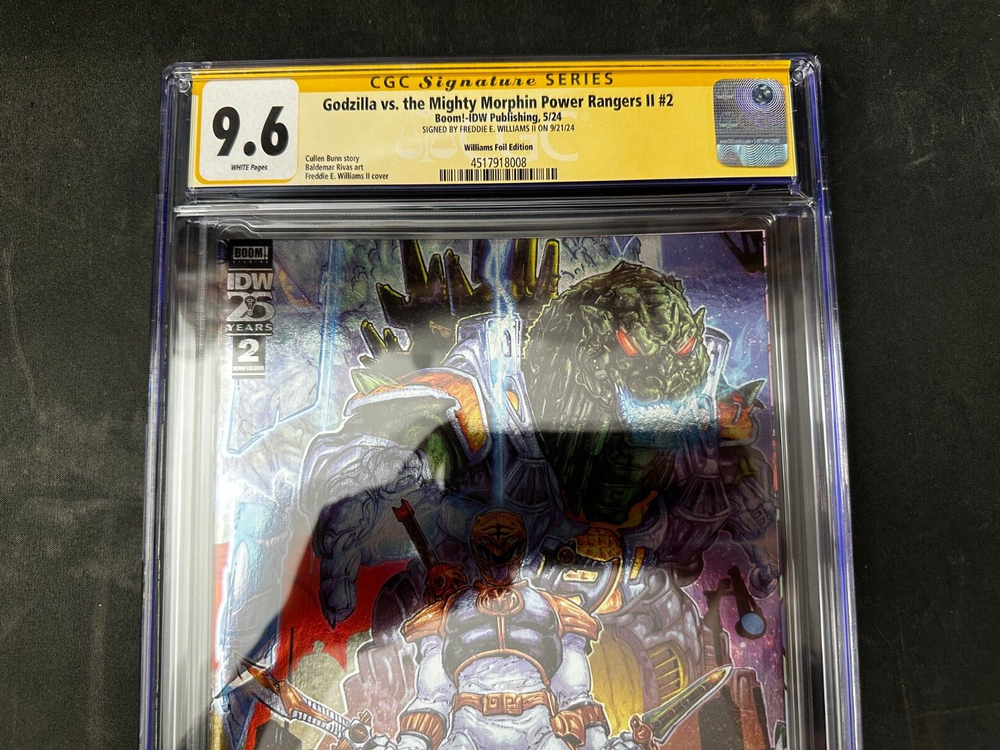 CGC Signature SERIES
Godzilla vs. the Mighty Morphin Power Rangers II #2
Boom!-IDW Publishing, 5/24
SIGNED BY FREDDIE E. WILLIAMS II ON 9/21/24
Williams Foil Edition
4517918008
9.6
WHITE Pages
Cullen Bunn story
Baldemar Rivas art
Freddie E. Williams II cover
BOOM!
STUDIOS
IDW
25
YEARS
2